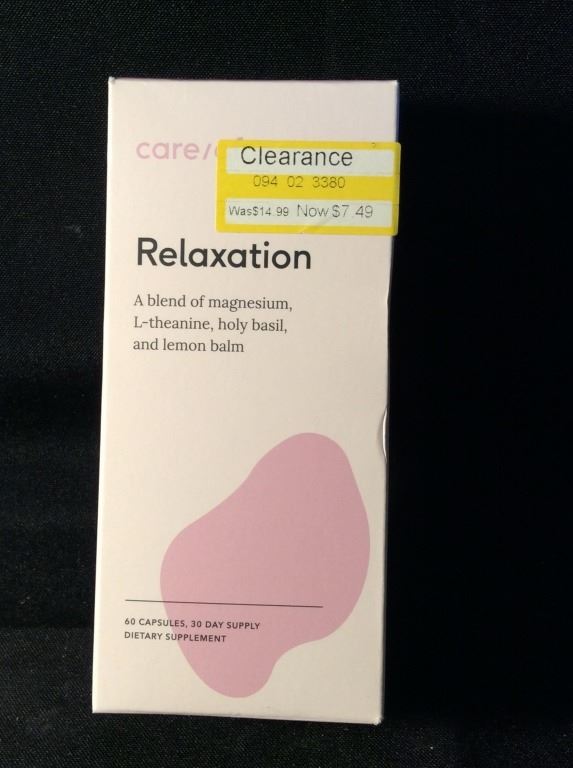 care/
Clearance
094 02 3380
Was$14.99 Now $7.49
Relaxation
A blend of magnesium,
L-theanine, holy basil,
and lemon balm
60 CAPSULES, 30 DAY SUPPLY
DIETARY SUPPLEMENT